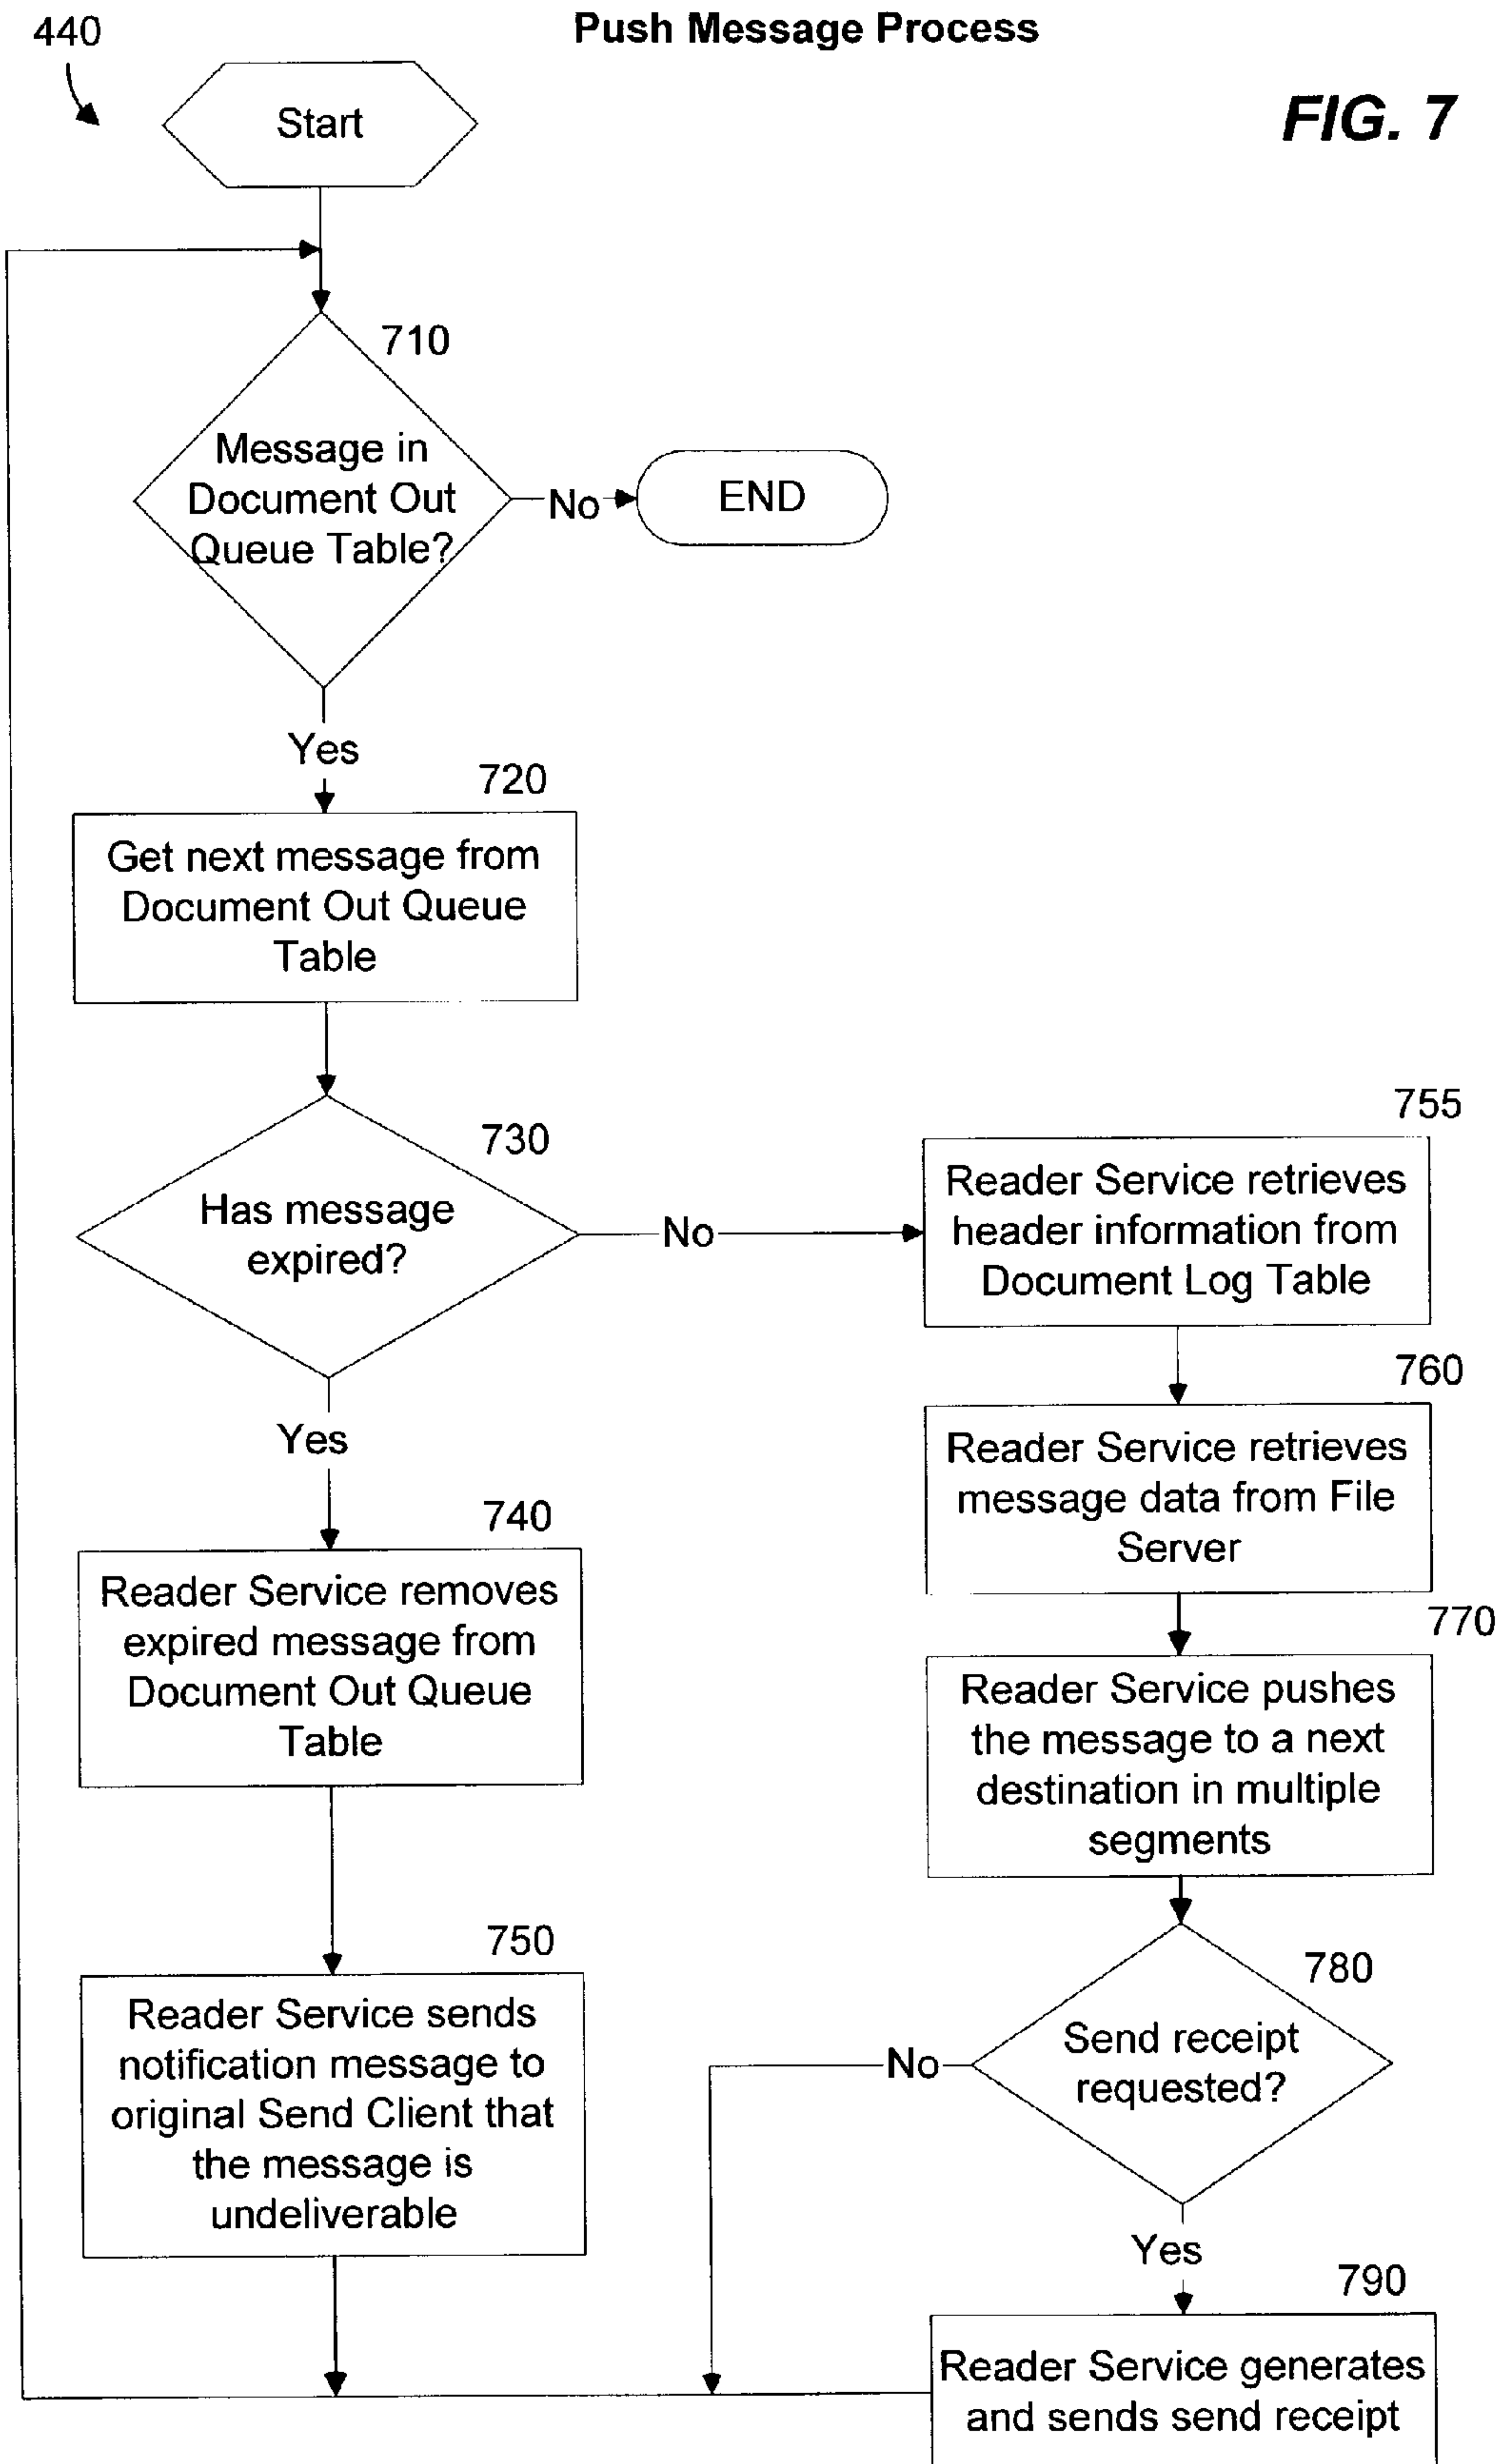 440
Push Message Process
FIG. 7
Start
710
Message in
Document Out
Queue Table?
No
END
Yes
720
Get next message from
Document Out Queue
Table
730
Has message
expired?
No
755
Reader Service retrieves
header information from
Document Log Table
760
Reader Service retrieves
message data from File
Server
Yes
740
Reader Service removes
expired message from
Document Out Queue
Table
770
Reader Service pushes
the message to a next
destination in multiple
segments
750
Reader Service sends
notification message to
original Send Client that
the message is
undeliverable
780
Send receipt
requested?
No
Yes
790
Reader Service generates
and sends send receipt